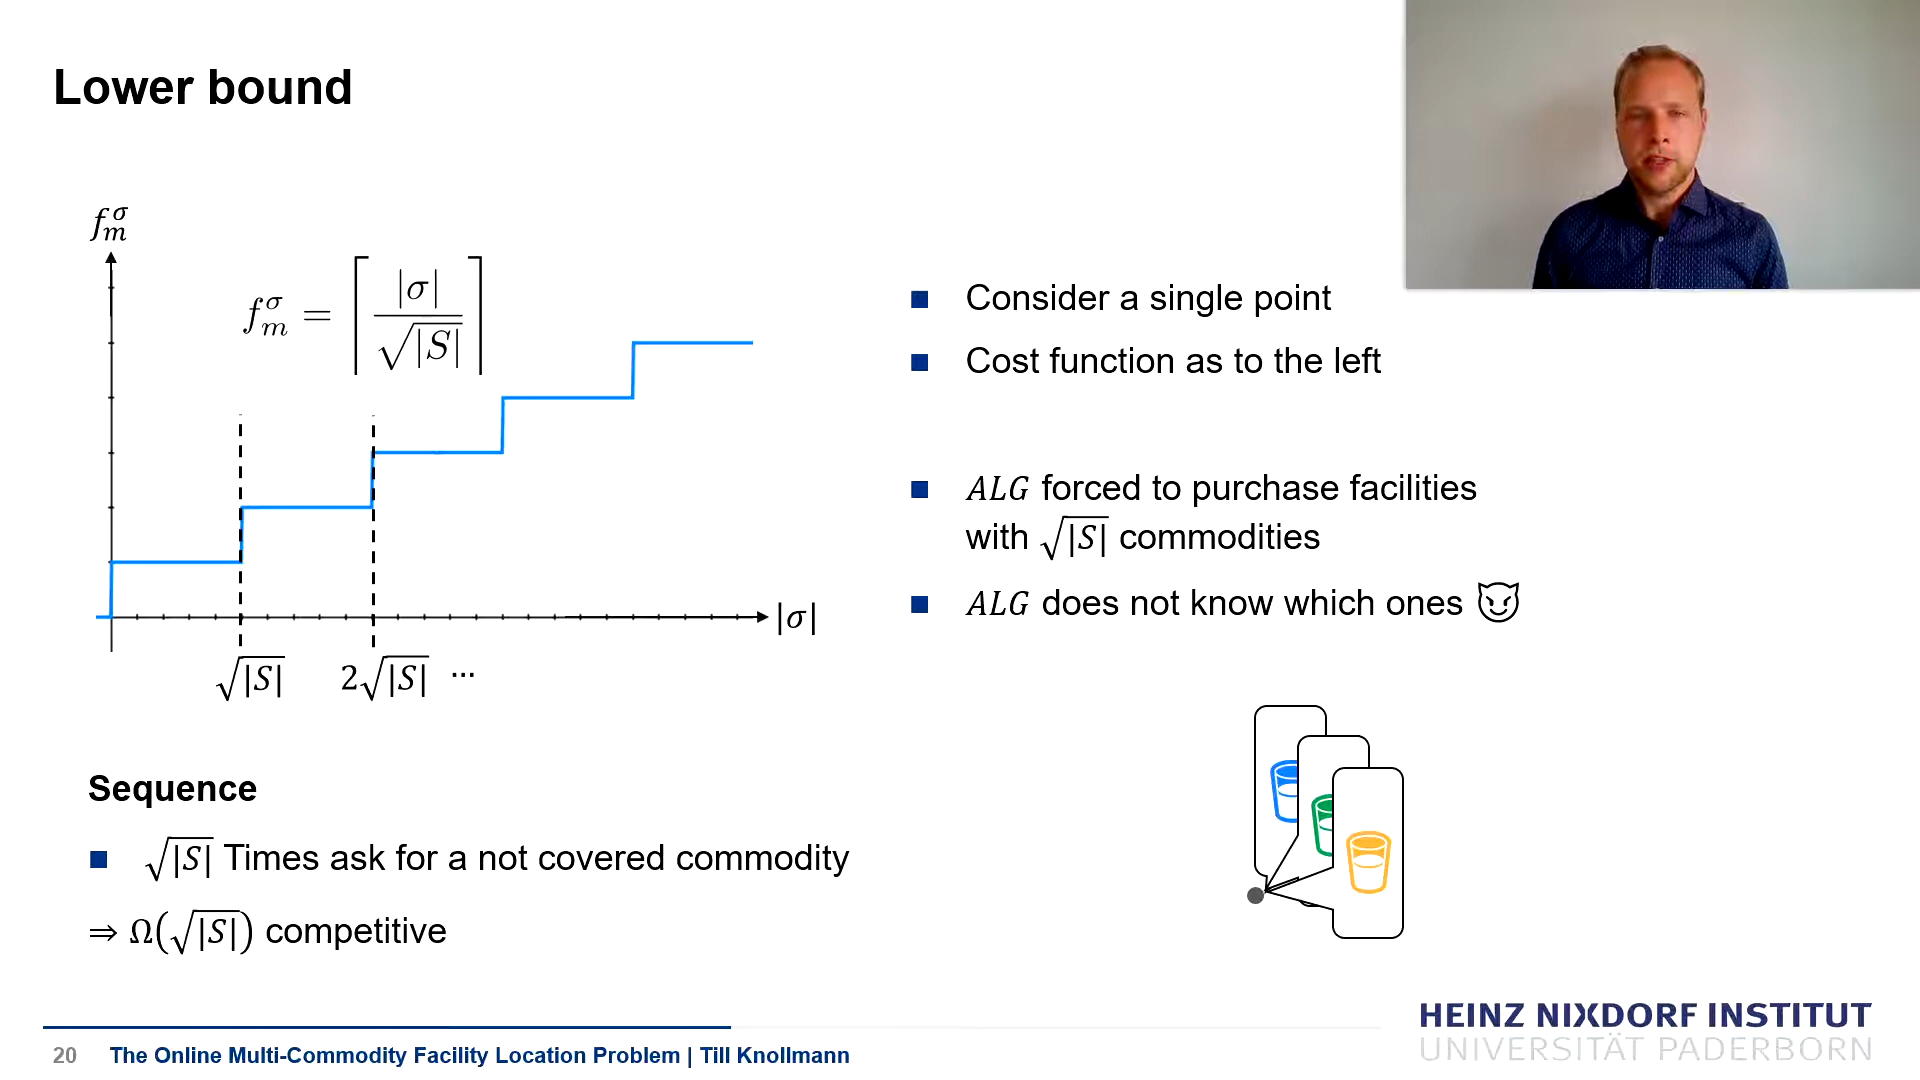 Lower bound
f_m^σ
f_m^σ = ⌈|σ| / √|S|⌉
|σ|
√|S| 2√|S| ...
Consider a single point
Cost function as to the left
ALG forced to purchase facilities
with √|S| commodities
ALG does not know which ones 😈
Sequence
√|S| Times ask for a not covered commodity
⇒ Ω(√|S|) competitive
20 The Online Multi-Commodity Facility Location Problem | Till Knollmann
HEINZ NIXDORF INSTITUT
UNIVERSITÄT PADERBORN